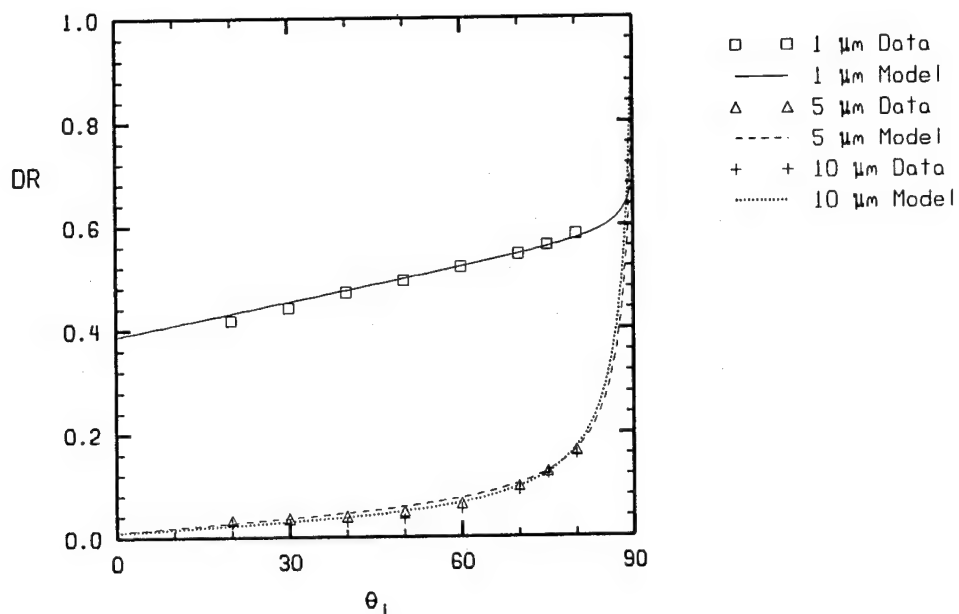 1.0
0.8
DR
0.6
0.4
0.2
0.0
0 30 60 90
θi
1 μm Data
1 μm Model
5 μm Data
5 μm Model
10 μm Data
10 μm Model